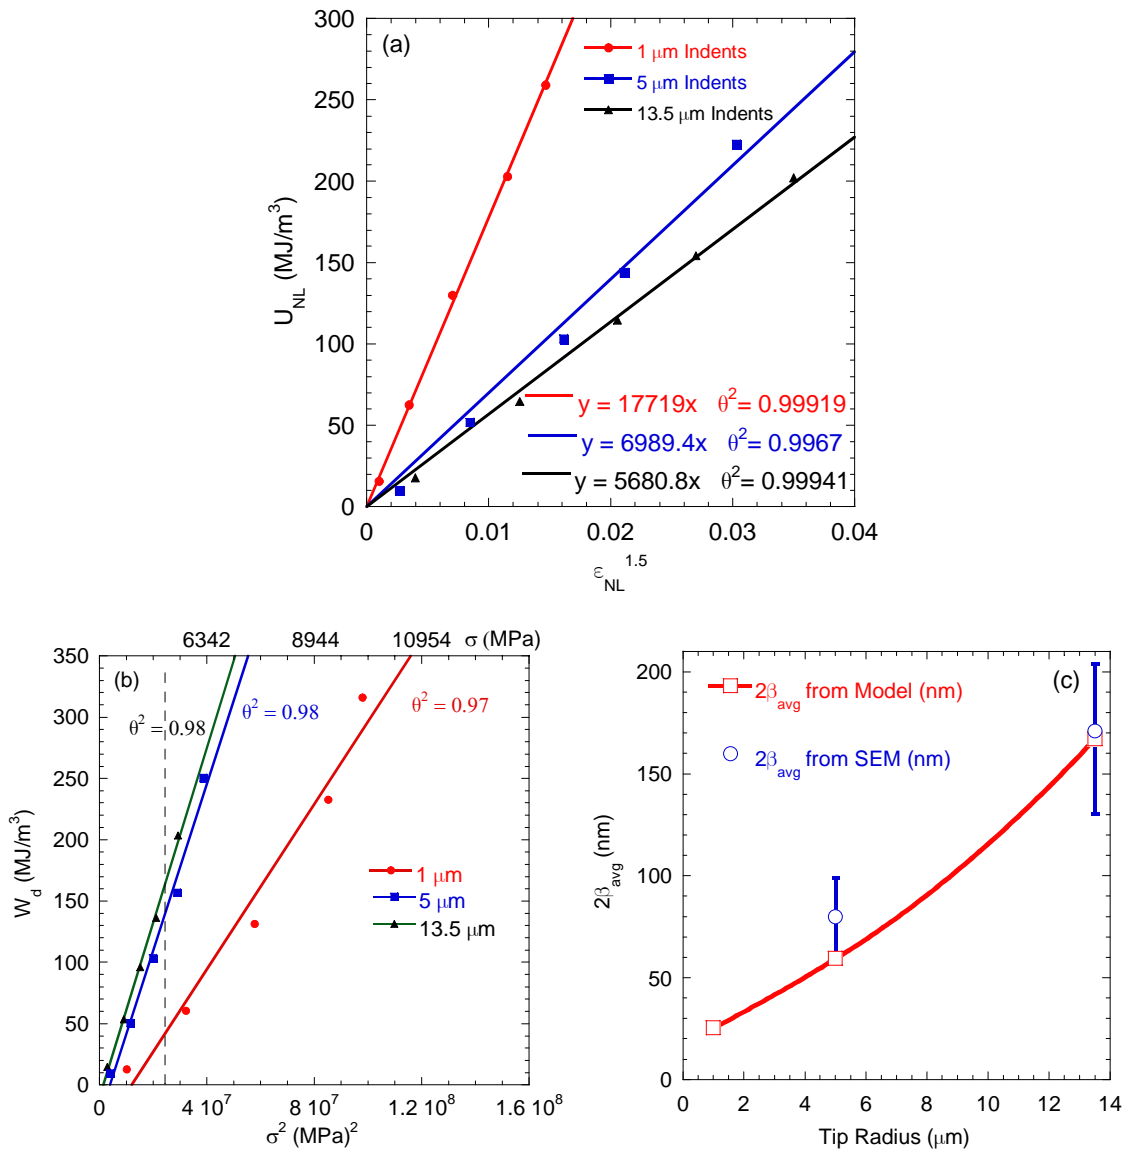 (a)
1 μm Indents
5 μm Indents
13.5 μm Indents
300
250
200
150
100
50
0
U_NL (MJ/m^3)
y = 17719x θ^2= 0.99919
y = 6989.4x θ^2= 0.9967
y = 5680.8x θ^2= 0.99941
0 0.01 0.02 0.03 0.04
ε_NL^1.5
6342 8944 10954 σ (MPa)
(b)
350
300
250
200
150
100
50
0
W_d (MJ/m^3)
θ^2 = 0.98
θ^2 = 0.98
θ^2 = 0.97
1 μm
5 μm
13.5 μm
0 4 10^7 8 10^7 1.2 10^8 1.6 10^8
σ^2 (MPa)^2
(c)
2β_avg from Model (nm)
2β_avg from SEM (nm)
200
150
100
50
0
2β_avg (nm)
0 2 4 6 8 10 12 14
Tip Radius (μm)